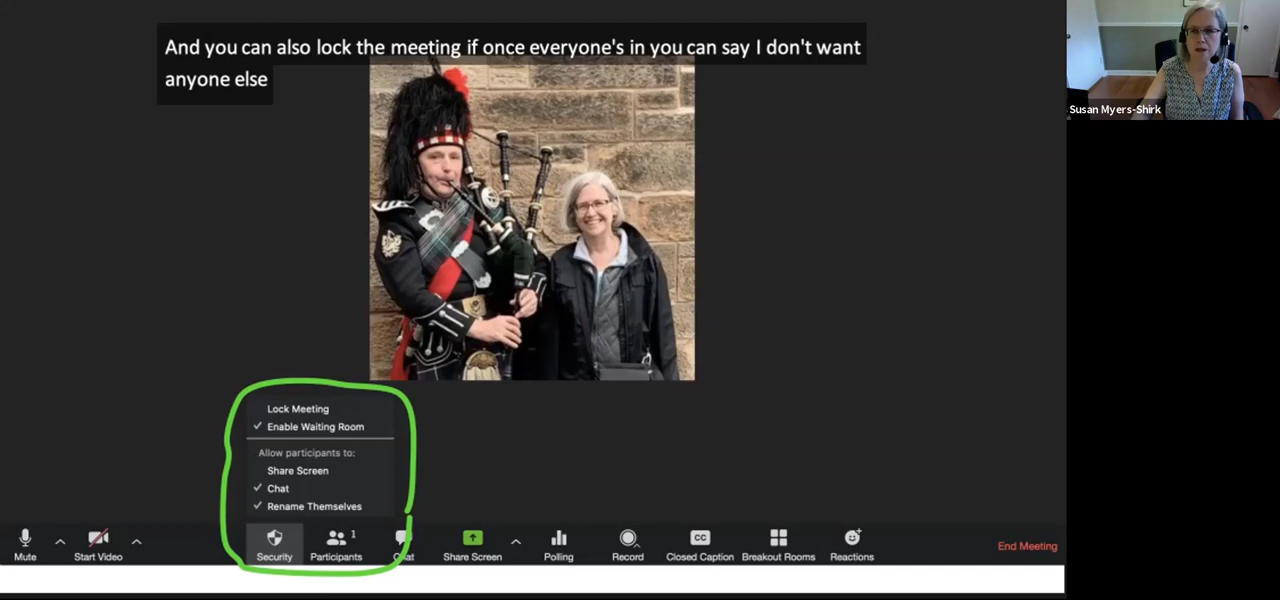 And you can also lock the meeting if once everyone's in you can say I don't want
anyone else
Susan Myers-Shirk
Lock Meeting
✓ Enable Waiting Room
Allow participants to:
Share Screen
✓ Chat
✓ Rename Themselves
1
CC
Mute
Start Video
Security
Participants
Chat
Share Screen
Polling
Record
Closed Caption
Breakout Rooms
Reactions
End Meeting